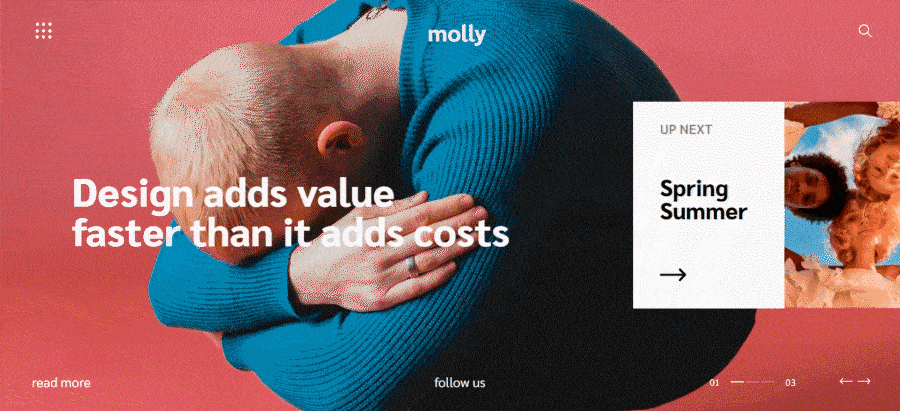 molly
Design adds value
faster than it adds costs
UP NEXT
Spring
Summer
read more
follow us
01
03